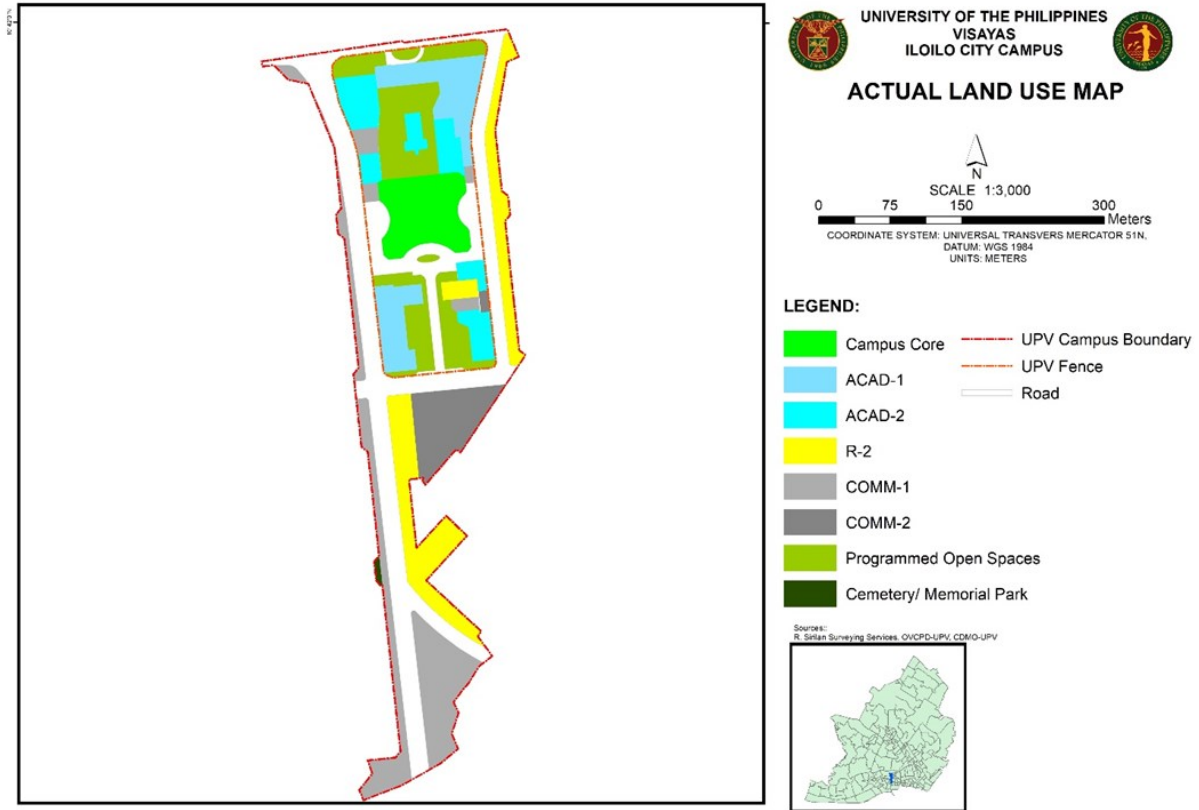 UNIVERSITY OF THE PHILIPPINES
VISAYAS
ILOILO CITY CAMPUS
ACTUAL LAND USE MAP
N
SCALE 1:3,000
0 75 150 300
Meters
COORDINATE SYSTEM: UNIVERSAL TRANSVERS MERCATOR 51N,
DATUM: WGS 1984
UNITS: METERS
LEGEND:
Campus Core
ACAD-1
ACAD-2
R-2
COMM-1
COMM-2
Programmed Open Spaces
Cemetery/ Memorial Park
UPV Campus Boundary
UPV Fence
Road
Sources::
R. Sirilan Surveying Services, OVCPD-UPV, CDMO-UPV